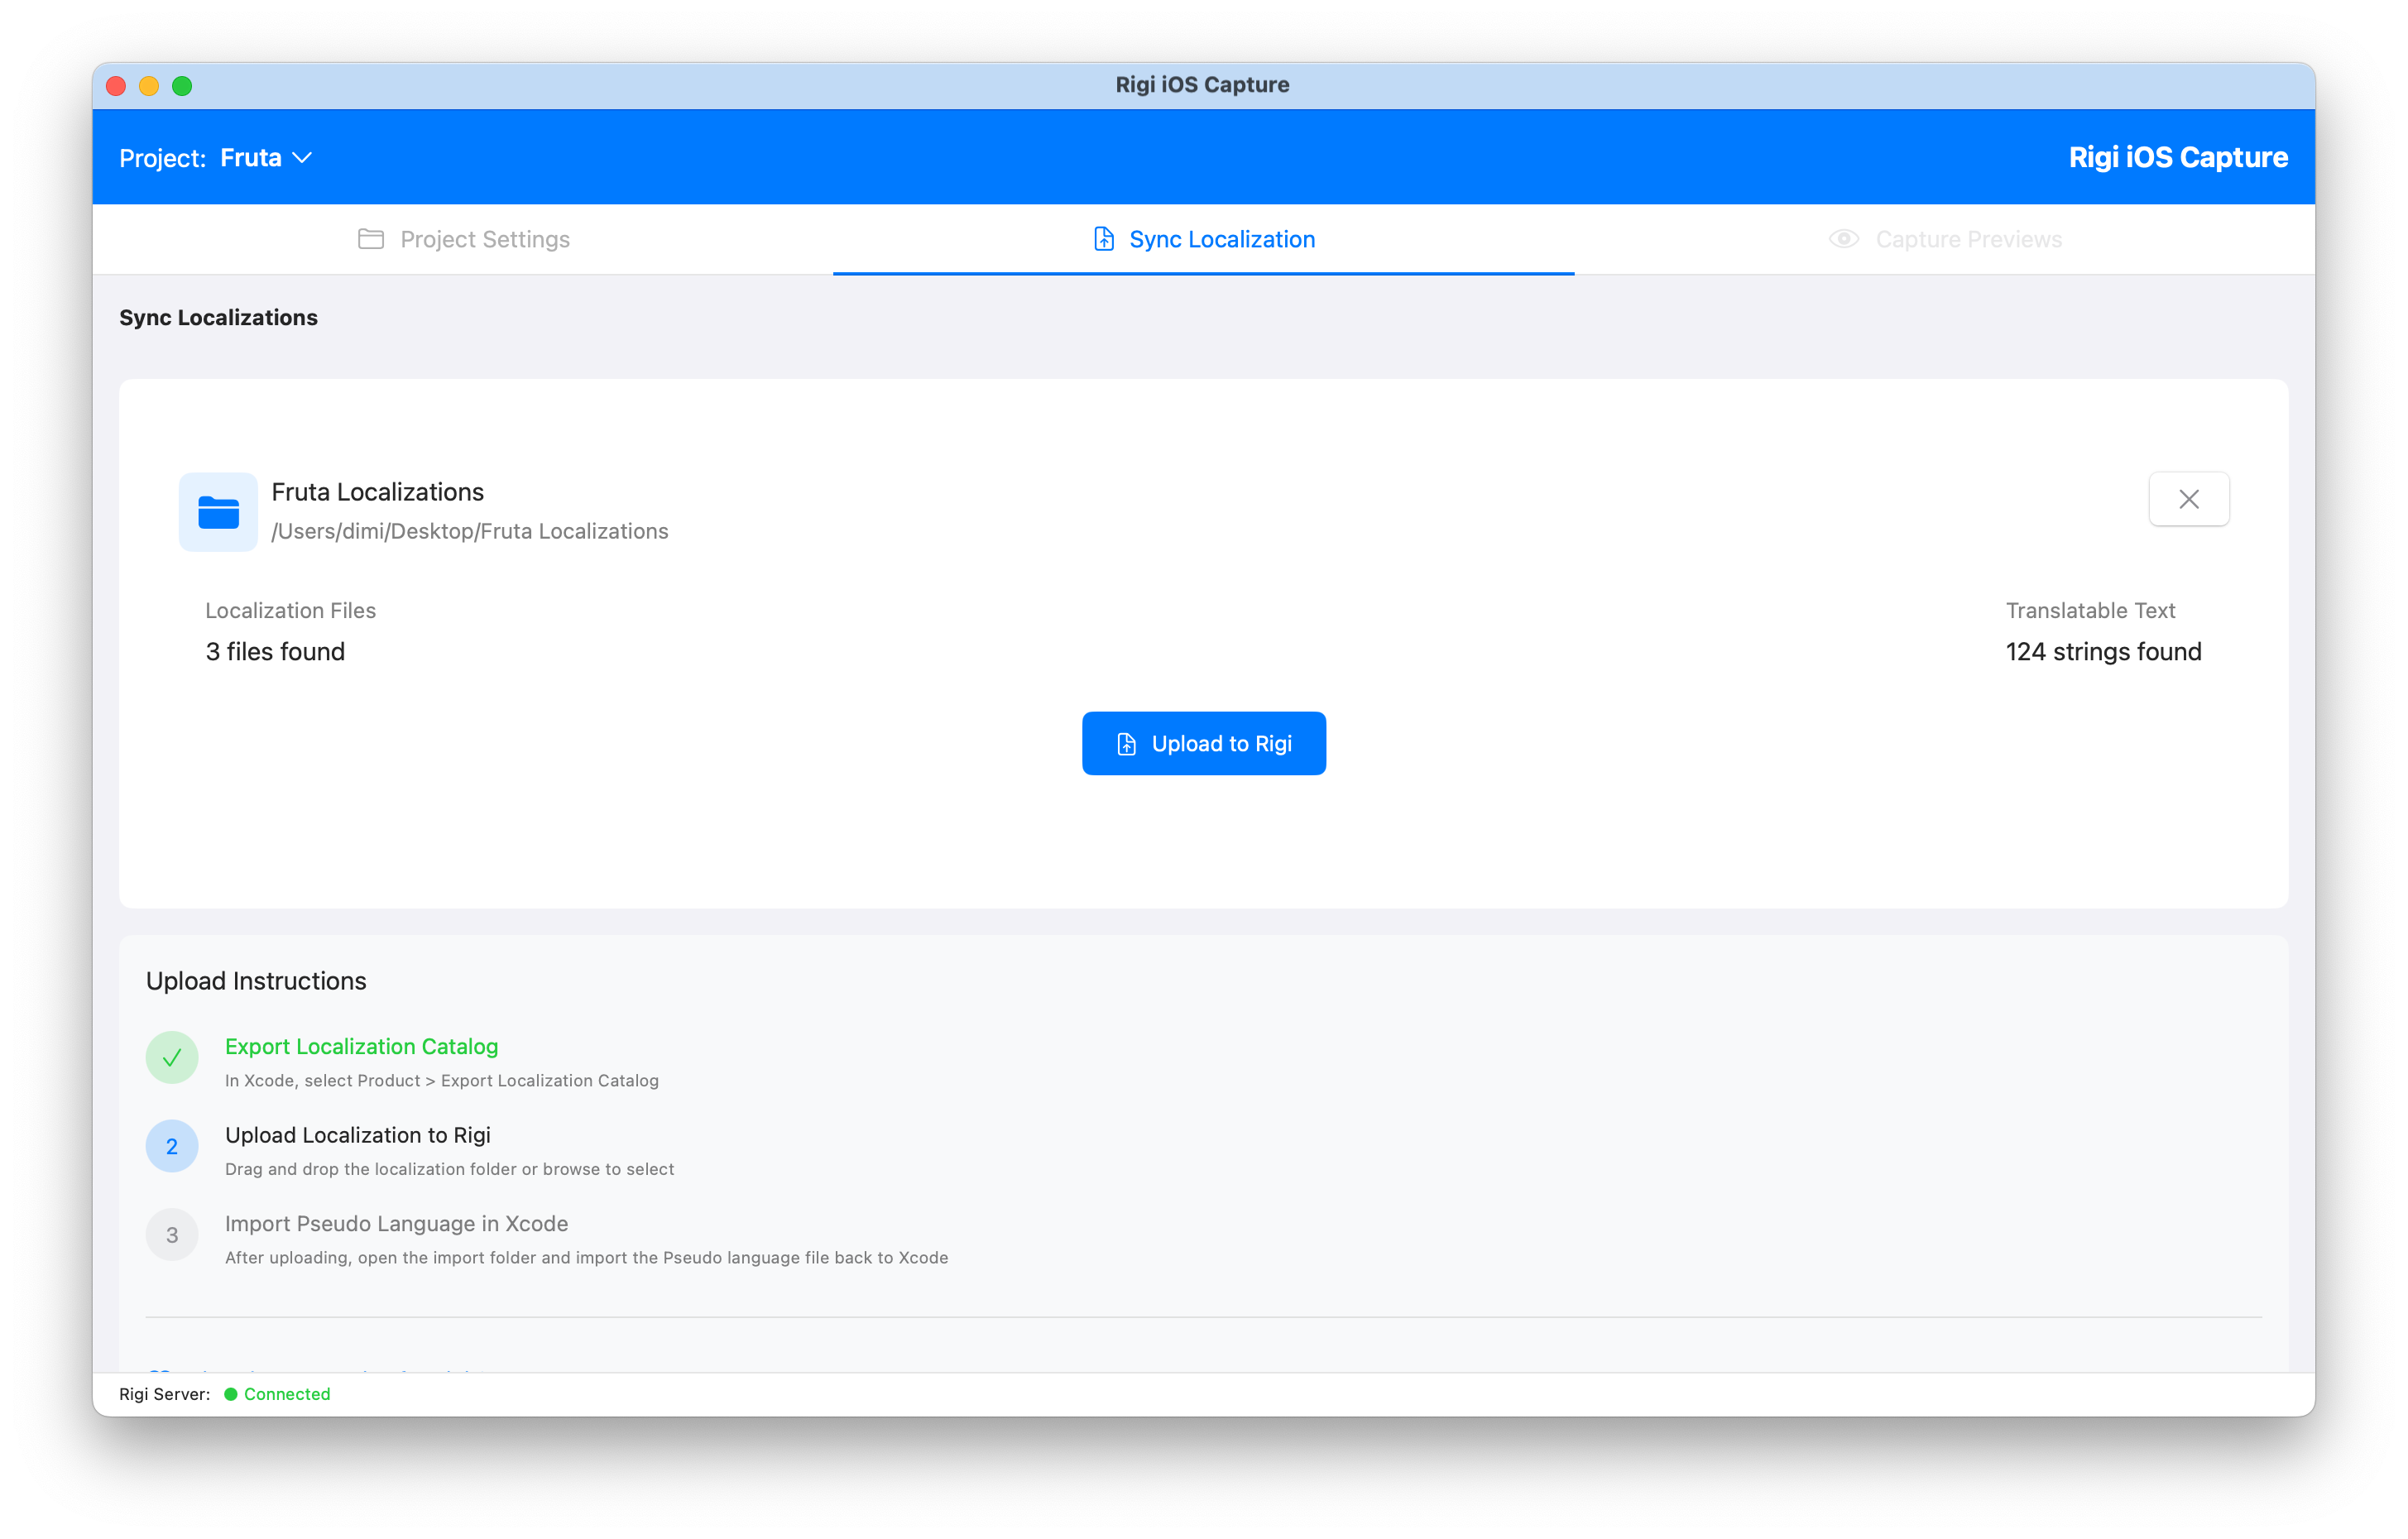 Rigi iOS Capture
Project: Fruta
Rigi iOS Capture
Project Settings
Sync Localization
Capture Previews
Sync Localizations
Fruta Localizations
/Users/dimi/Desktop/Fruta Localizations
Localization Files
Translatable Text
3 files found
124 strings found
Upload to Rigi
Upload Instructions
Export Localization Catalog
In Xcode, select Product > Export Localization Catalog
2
Upload Localization to Rigi
Drag and drop the localization folder or browse to select
3
Import Pseudo Language in Xcode
After uploading, open the import folder and import the Pseudo language file back to Xcode
Rigi Server: Connected